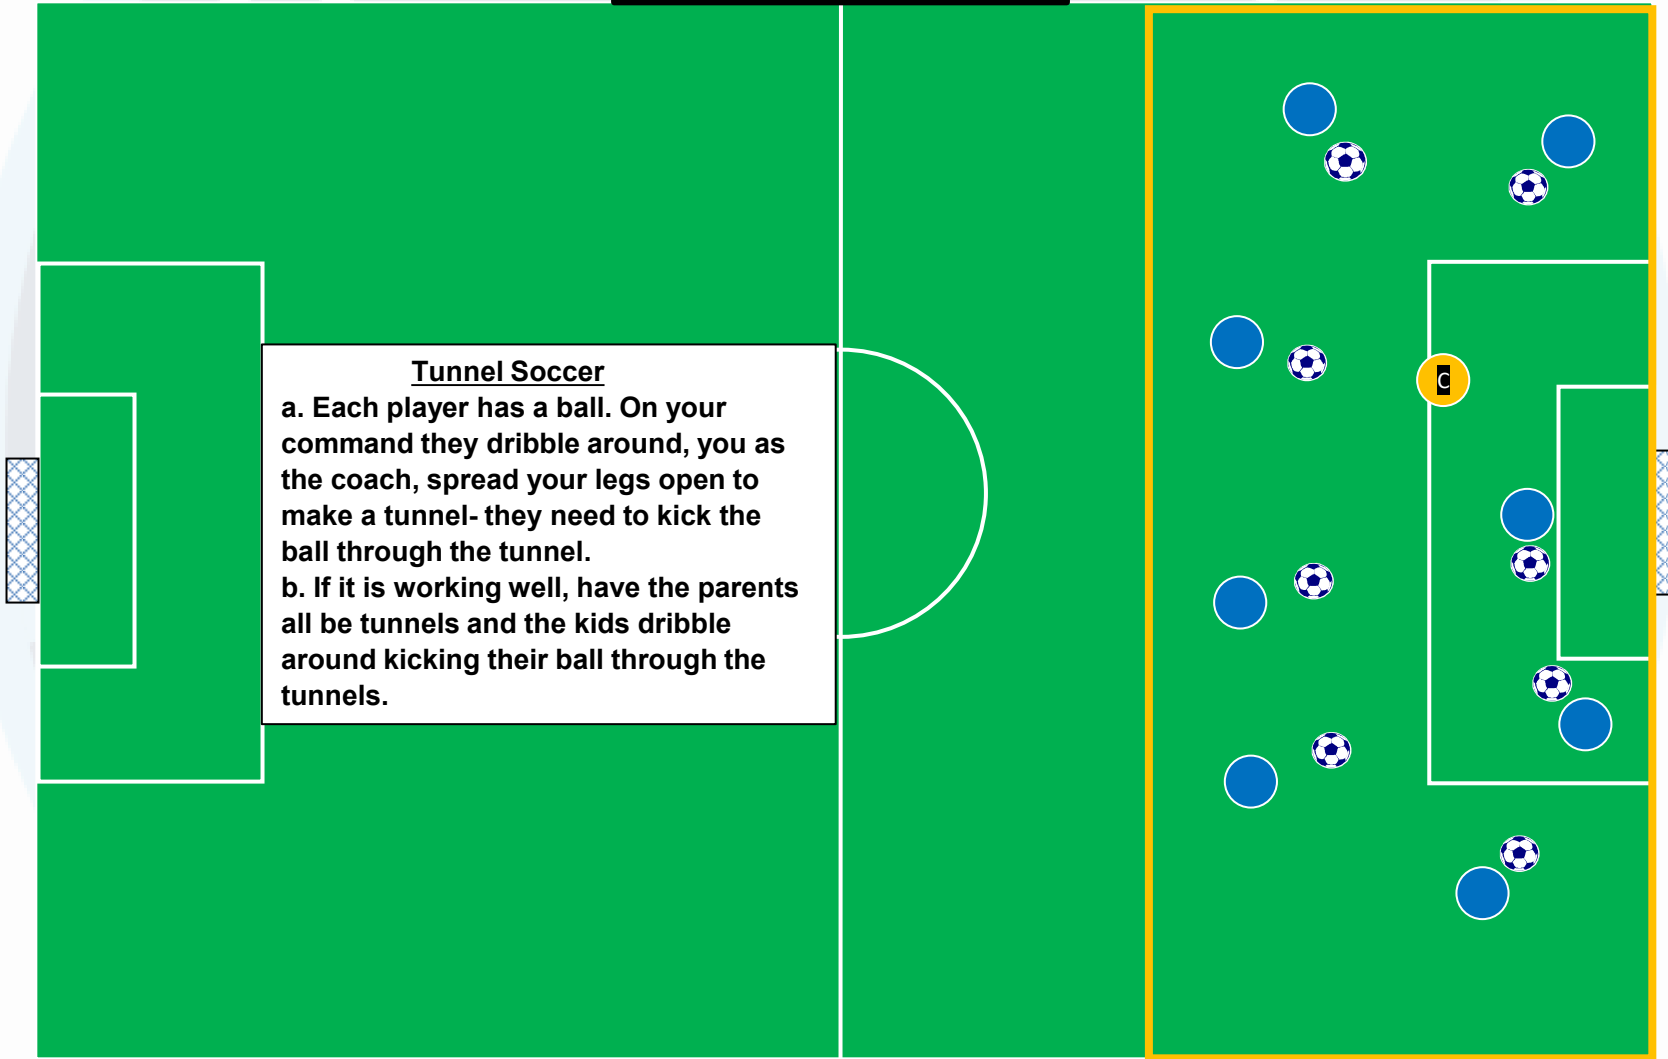 Tunnel Soccer
a. Each player has a ball. On your
command they dribble around, you as
the coach, spread your legs open to
make a tunnel- they need to kick the
ball through the tunnel.
b. If it is working well, have the parents
all be tunnels and the kids dribble
around kicking their ball through the
tunnels.
C